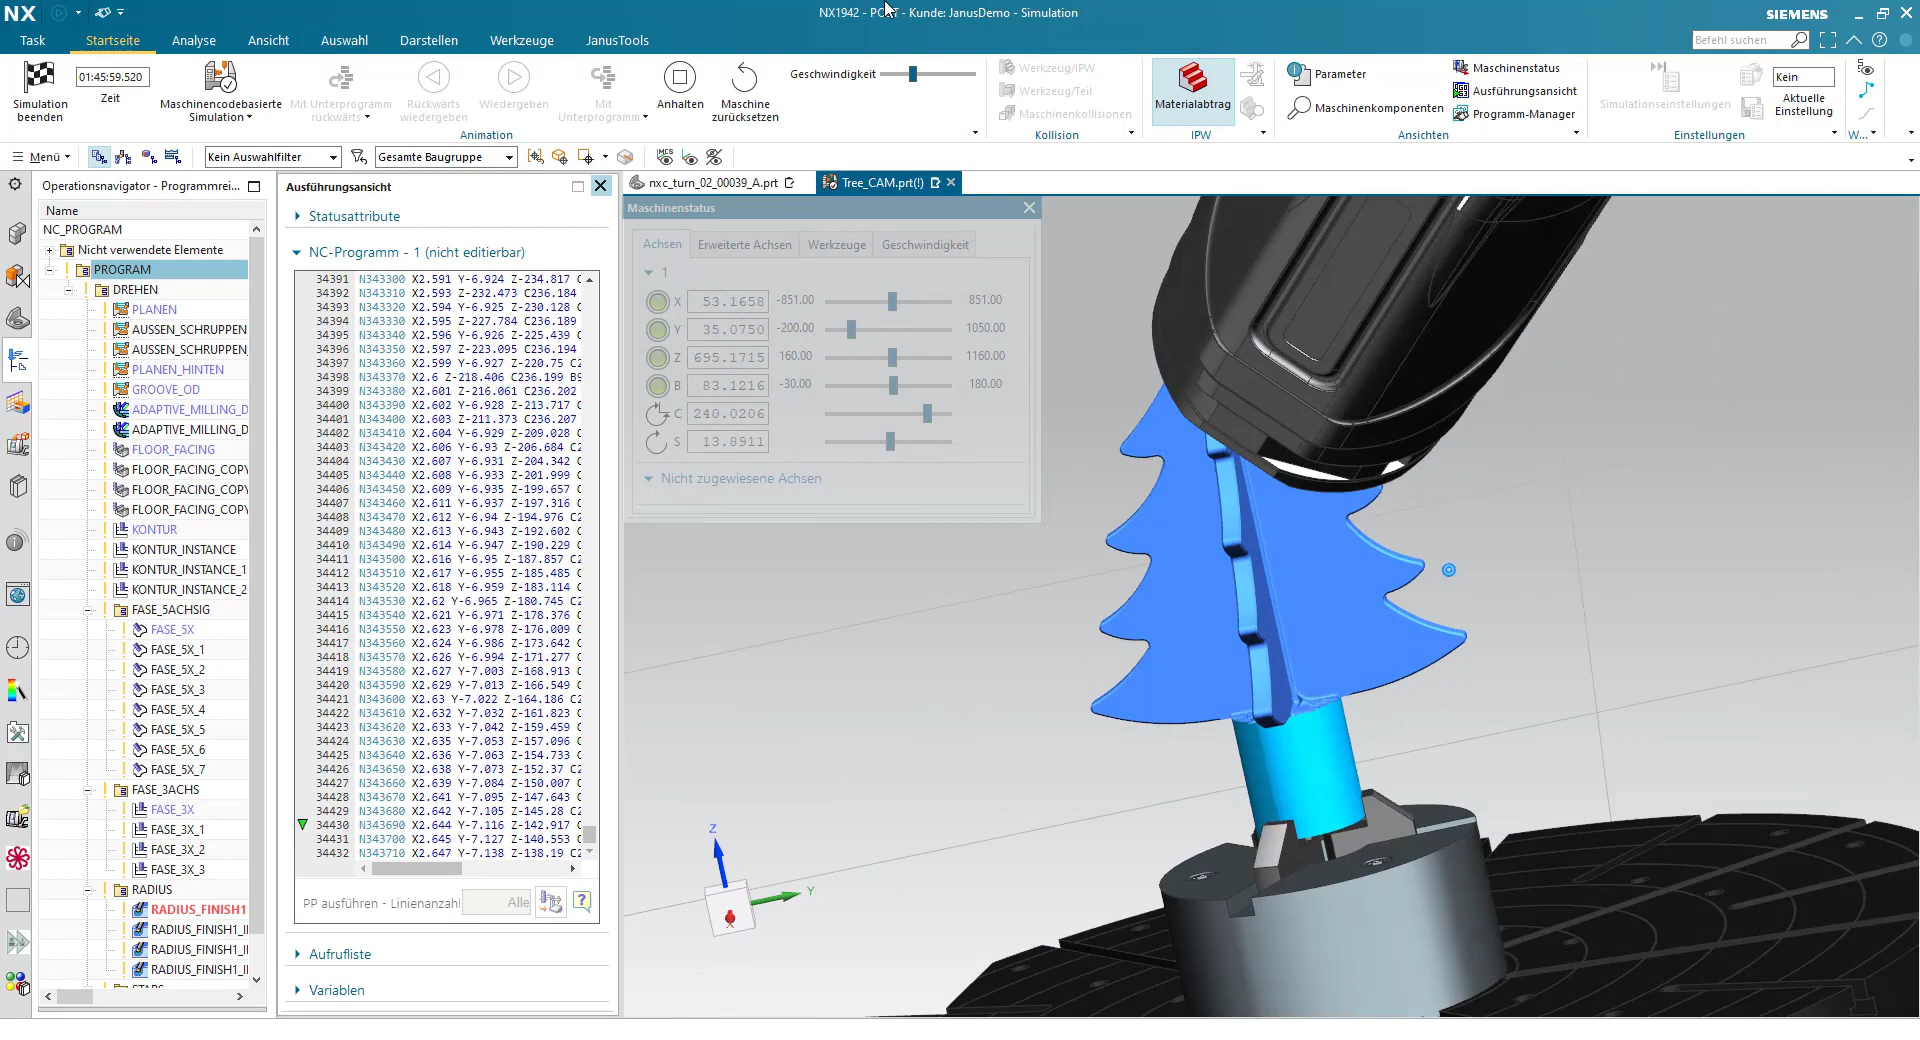 NX
NX1942 - PO T - Kunde: JanusDemo - Simulation
SIEMENS
Task
Startseite
Analyse
Ansicht
Auswahl
Darstellen
Werkzeuge
JanusTools
Befehl suchen
Simulation beenden
01:45:59.520
Zeit
Maschinencodebasierte Simulation
Mit Unterprogramm rückwärts
Rückwärts wiedergeben
Wiedergeben
Mit Unterprogramm
Anhalten
Maschine zurücksetzen
Geschwindigkeit
Animation
Werkzeug/IPW
Werkzeug/Teil
Maschinenkollisionen
Kollision
Materialabtrag
IPW
Parameter
Maschinenkomponenten
Maschinenstatus
Ausführungsansicht
Programm-Manager
Ansichten
Simulationseinstellungen
Kein
Aktuelle Einstellung
Einstellungen
W...
Menü
Kein Auswahlfilter
Gesamte Baugruppe
MCS
Operationsnavigator - Programmrei...
Name
NC_PROGRAM
Nicht verwendete Elemente
PROGRAM
DREHEN
PLANEN
AUSSEN_SCHRUPPEN
AUSSEN_SCHRUPPEN_
PLANEN_HINTEN
GROOVE_OD
ADAPTIVE_MILLING_D
ADAPTIVE_MILLING_D
FLOOR_FACING
FLOOR_FACING_COPY
FLOOR_FACING_COPY
FLOOR_FACING_COPY
KONTUR
KONTUR_INSTANCE
KONTUR_INSTANCE_1
KONTUR_INSTANCE_2
FASE_5ACHSIG
FASE_5X
FASE_5X_1
FASE_5X_2
FASE_5X_3
FASE_5X_4
FASE_5X_5
FASE_5X_6
FASE_5X_7
FASE_3ACHS
FASE_3X
FASE_3X_1
FASE_3X_2
FASE_3X_3
RADIUS
RADIUS_FINISH1
RADIUS_FINISH1_I
RADIUS_FINISH1_I
RADIUS_FINISH1_I
Ausführungsansicht
Statusattribute
NC-Programm - 1 (nicht editierbar)
34391 N343300 X2.591 Y-6.924 Z-234.817 C
34392 N343310 X2.593 Z-232.473 C236.184
34393 N343320 X2.594 Y-6.925 Z-230.128 C
34394 N343330 X2.595 Z-227.784 C236.189
34395 N343340 X2.596 Y-6.926 Z-225.439 C
34396 N343350 X2.597 Z-223.095 C236.194
34397 N343360 X2.599 Y-6.927 Z-220.75 C2
34398 N343370 X2.6 Z-218.406 C236.199 B9
34399 N343380 X2.601 Z-216.061 C236.202
34400 N343390 X2.602 Y-6.928 Z-213.717 C
34401 N343400 X2.603 Z-211.373 C236.207
34402 N343410 X2.604 Y-6.929 Z-209.028 C
34403 N343420 X2.606 Y-6.93 Z-206.684 C2
34404 N343430 X2.607 Y-6.931 Z-204.342 C
34405 N343440 X2.608 Y-6.933 Z-201.999 C
34406 N343450 X2.609 Y-6.935 Z-199.657 C
34407 N343460 X2.611 Y-6.937 Z-197.316 C
34408 N343470 X2.612 Y-6.94 Z-194.976 C2
34409 N343480 X2.613 Y-6.943 Z-192.602 C
34410 N343490 X2.614 Y-6.947 Z-190.229 C
34411 N343500 X2.616 Y-6.95 Z-187.857 C2
34412 N343510 X2.617 Y-6.955 Z-185.485 C
34413 N343520 X2.618 Y-6.959 Z-183.114 C
34414 N343530 X2.62 Y-6.965 Z-180.745 C2
34415 N343540 X2.621 Y-6.971 Z-178.376 C
34416 N343550 X2.623 Y-6.978 Z-176.009 C
34417 N343560 X2.624 Y-6.986 Z-173.642 C
34418 N343570 X2.626 Y-6.994 Z-171.277 C
34419 N343580 X2.627 Y-7.003 Z-168.913 C
34420 N343590 X2.629 Y-7.013 Z-166.549 C
34421 N343600 X2.63 Y-7.022 Z-164.186 C2
34422 N343610 X2.632 Y-7.032 Z-161.823 C
34423 N343620 X2.633 Y-7.042 Z-159.459 C
34424 N343630 X2.635 Y-7.053 Z-157.096 C
34425 N343640 X2.636 Y-7.063 Z-154.733 C
34426 N343650 X2.638 Y-7.073 Z-152.37 C2
34427 N343660 X2.639 Y-7.084 Z-150.007 C
34428 N343670 X2.641 Y-7.095 Z-147.643 C
34429 N343680 X2.642 Y-7.105 Z-145.28 C2
34430 N343690 X2.644 Y-7.116 Z-142.917 C
34431 N343700 X2.645 Y-7.127 Z-140.553 C
34432 N343710 X2.647 Y-7.138 Z-138.19 C2
PP ausführen - Linienanzahl
Alle
Aufrufliste
Variablen
nxc_turn_02_00039_A.prt
Tree_CAM.prt(!)
Maschinenstatus
Achsen
Erweiterte Achsen
Werkzeuge
Geschwindigkeit
1
X 53.1658 -851.00 851.00
Y 35.0750 -200.00 1050.00
Z 695.1715 160.00 1160.00
B 83.1216 -30.00 180.00
C 240.0206
S 13.8911
Nicht zugewiesene Achsen
Z
Y
X